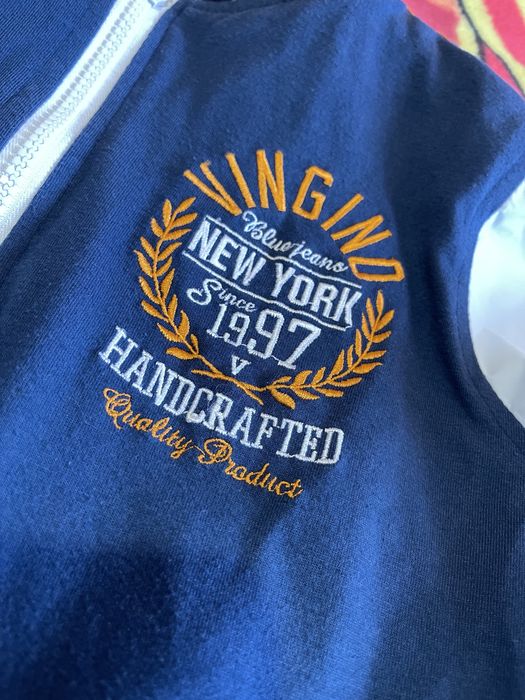 VINGINO
Bluejeans
NEW YORK
Since
1997
V
HANDCRAFTED
Quality Product